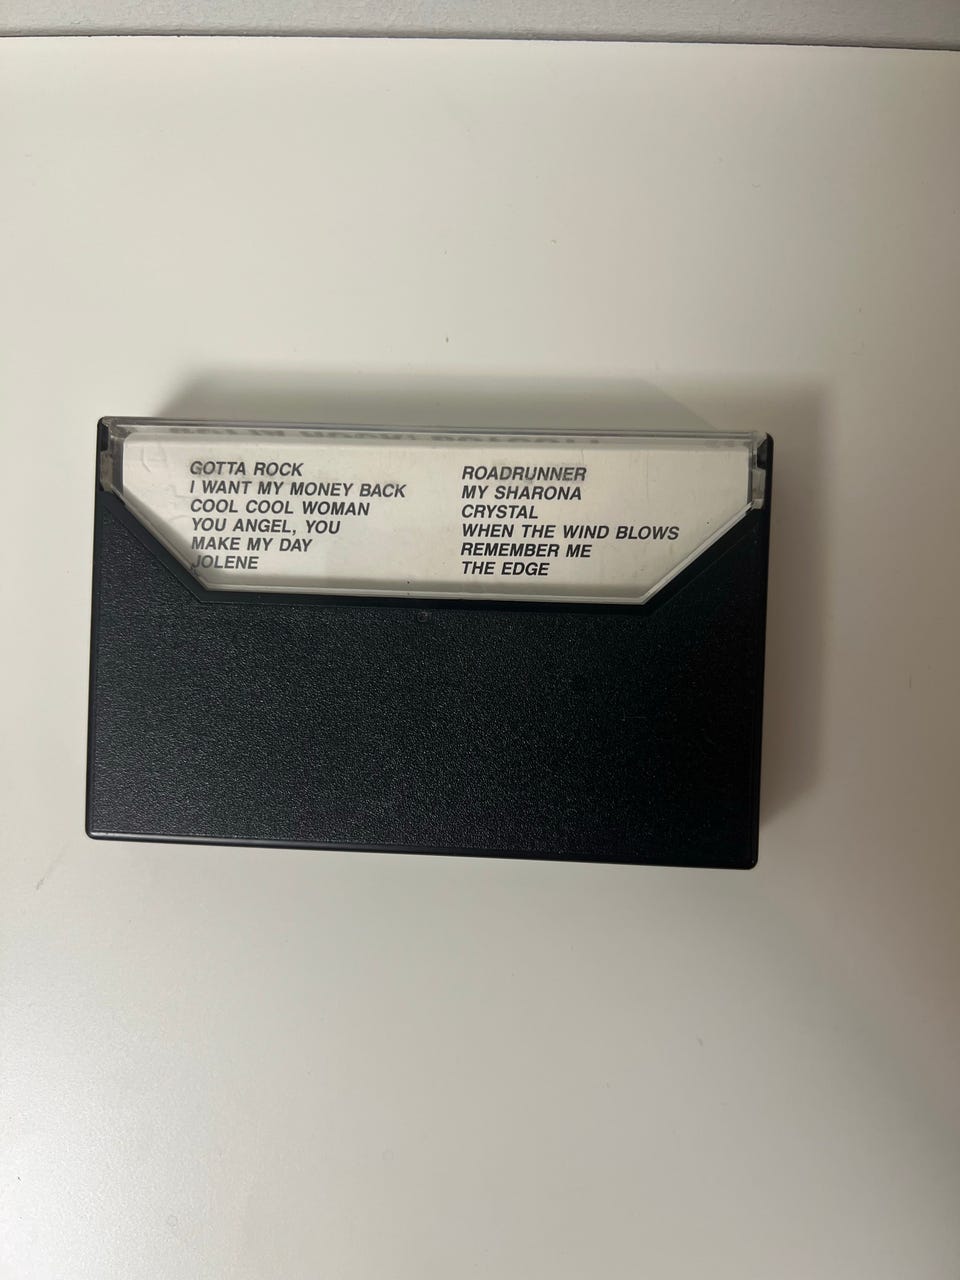 GOTTA ROCK
I WANT MY MONEY BACK
COOL COOL WOMAN
YOU ANGEL, YOU
MAKE MY DAY
JOLENE
ROADRUNNER
MY SHARONA
CRYSTAL
WHEN THE WIND BLOWS
REMEMBER ME
THE EDGE